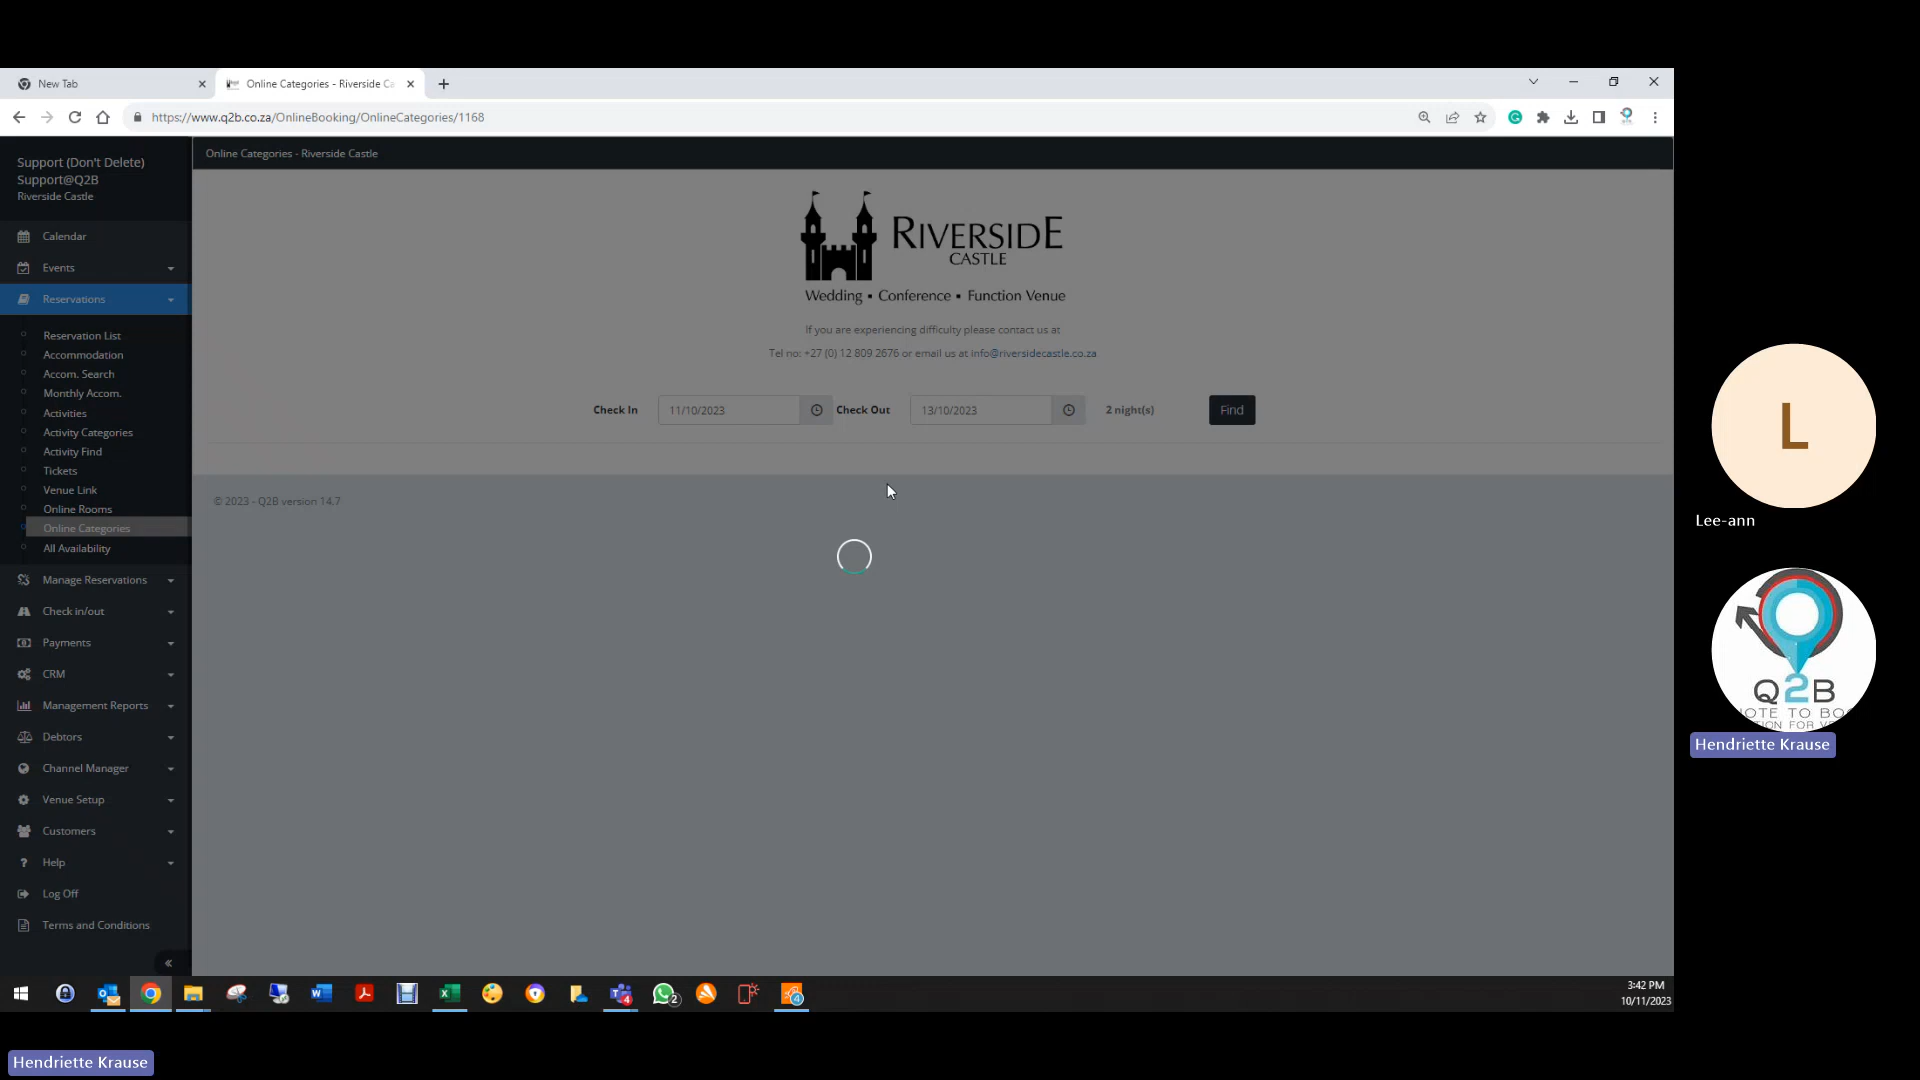 New Tab
Online Categories - Riverside Ca
https://www.q2b.co.za/OnlineBooking/OnlineCategories/1168
Support (Don't Delete)
Support@Q2B
Riverside Castle
Calendar
Events
Reservations
Reservation List
Accommodation
Accom. Search
Monthly Accom.
Activities
Activity Categories
Activity Find
Tickets
Venue Link
Online Rooms
Online Categories
All Availability
Manage Reservations
Check in/out
Payments
CRM
Management Reports
Debtors
Channel Manager
Venue Setup
Customers
Help
Log Off
Terms and Conditions
Online Categories - Riverside Castle
RIVERSIDE
CASTLE
Wedding • Conference • Function Venue
If you are experiencing difficulty please contact us at
Tel no: +27 (0) 12 809 2676 or email us at info@riversidecastle.co.za
Check In 11/10/2023 Check Out 13/10/2023 2 night(s) Find
© 2023 - Q2B version 14.7
L
Lee-ann
Q2B
OTE TO BO
TION FOR V
Hendriette Krause
3:42 PM
10/11/2023
Hendriette Krause